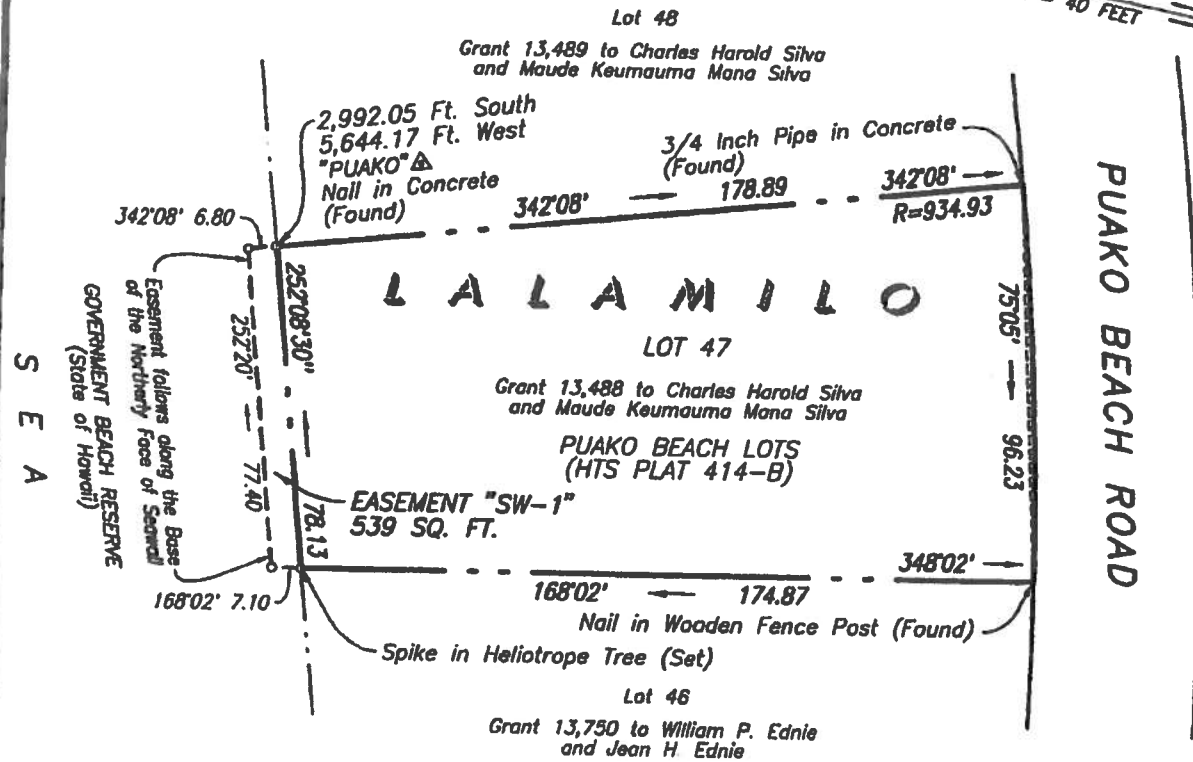 40 FEET
Lot 48
Grant 13,489 to Charles Harold Silva
and Maude Keumauma Mana Silva
2,992.05 Ft. South
5,644.17 Ft. West
"PUAKO"
Nail in Concrete
(Found)
3/4 Inch Pipe in Concrete
(Found)
342°08' 178.89
342°08'
R=934.93
342°08' 6.80
LALAMILO
252°08'30"
78.13
252°20'
77.40
75°05'
96.23
PUAKO BEACH ROAD
LOT 47
Grant 13,488 to Charles Harold Silva
and Maude Keumauma Mana Silva
PUAKO BEACH LOTS
(HTS PLAT 414-B)
Easement follows along the Base
of the Northerly Face of Seawall
GOVERNMENT BEACH RESERVE
(State of Hawaii)
SEA
EASEMENT "SW-1"
539 SQ. FT.
348°02'
168°02' 174.87
168°02' 7.10
Nail in Wooden Fence Post (Found)
Spike in Heliotrope Tree (Set)
Lot 46
Grant 13,750 to William P. Ednie
and Jean H Ednie